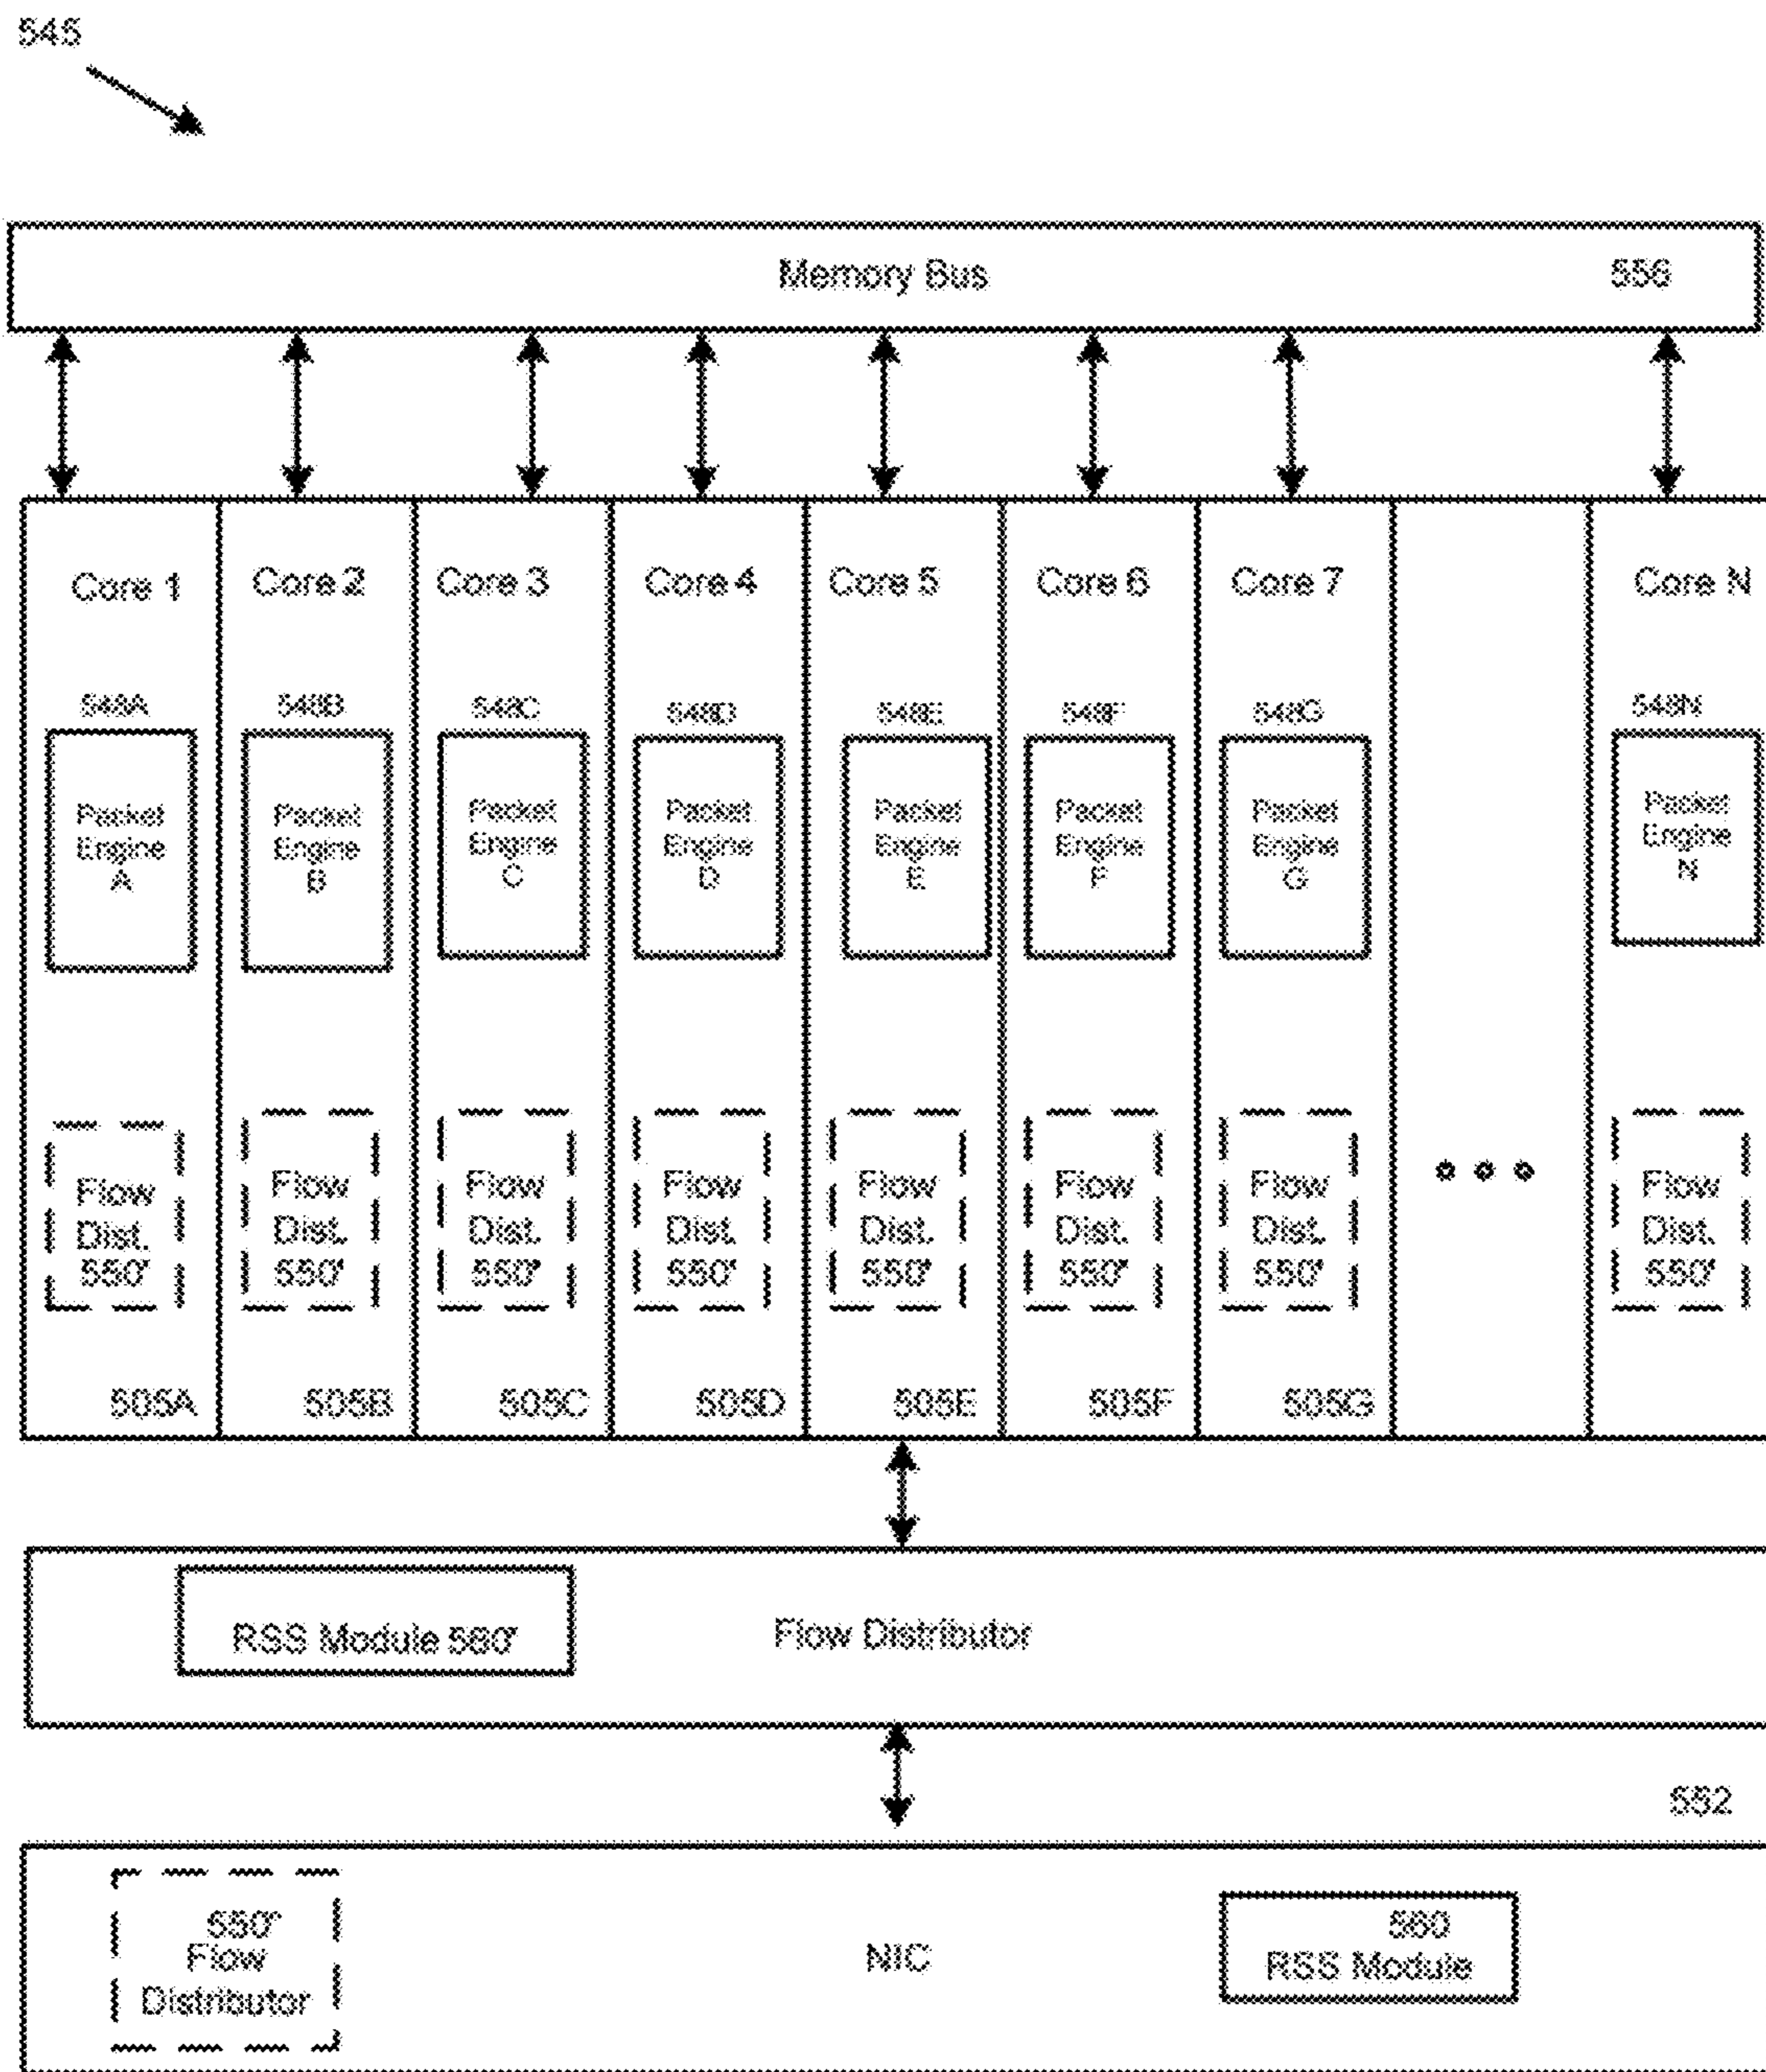 545
Memory Bus 556
Core 1 Core 2 Core 3 Core 4 Core 5 Core 6 Core 7 Core N
548A 548B 548C 548D 548E 548F 548G 548N
Packet
Engine
A
Packet
Engine
B
Packet
Engine
C
Packet
Engine
D
Packet
Engine
E
Packet
Engine
F
Packet
Engine
G
Packet
Engine
N
Flow
Dist.
550'
Flow
Dist.
550'
Flow
Dist.
550'
Flow
Dist.
550'
Flow
Dist.
550'
Flow
Dist.
550'
Flow
Dist.
550'
Flow
Dist.
550'
505A 505B 505C 505D 505E 505F 505G
RSS Module 560' Flow Distributor
552
550"
Flow
Distributor
NIC
560
RSS Module